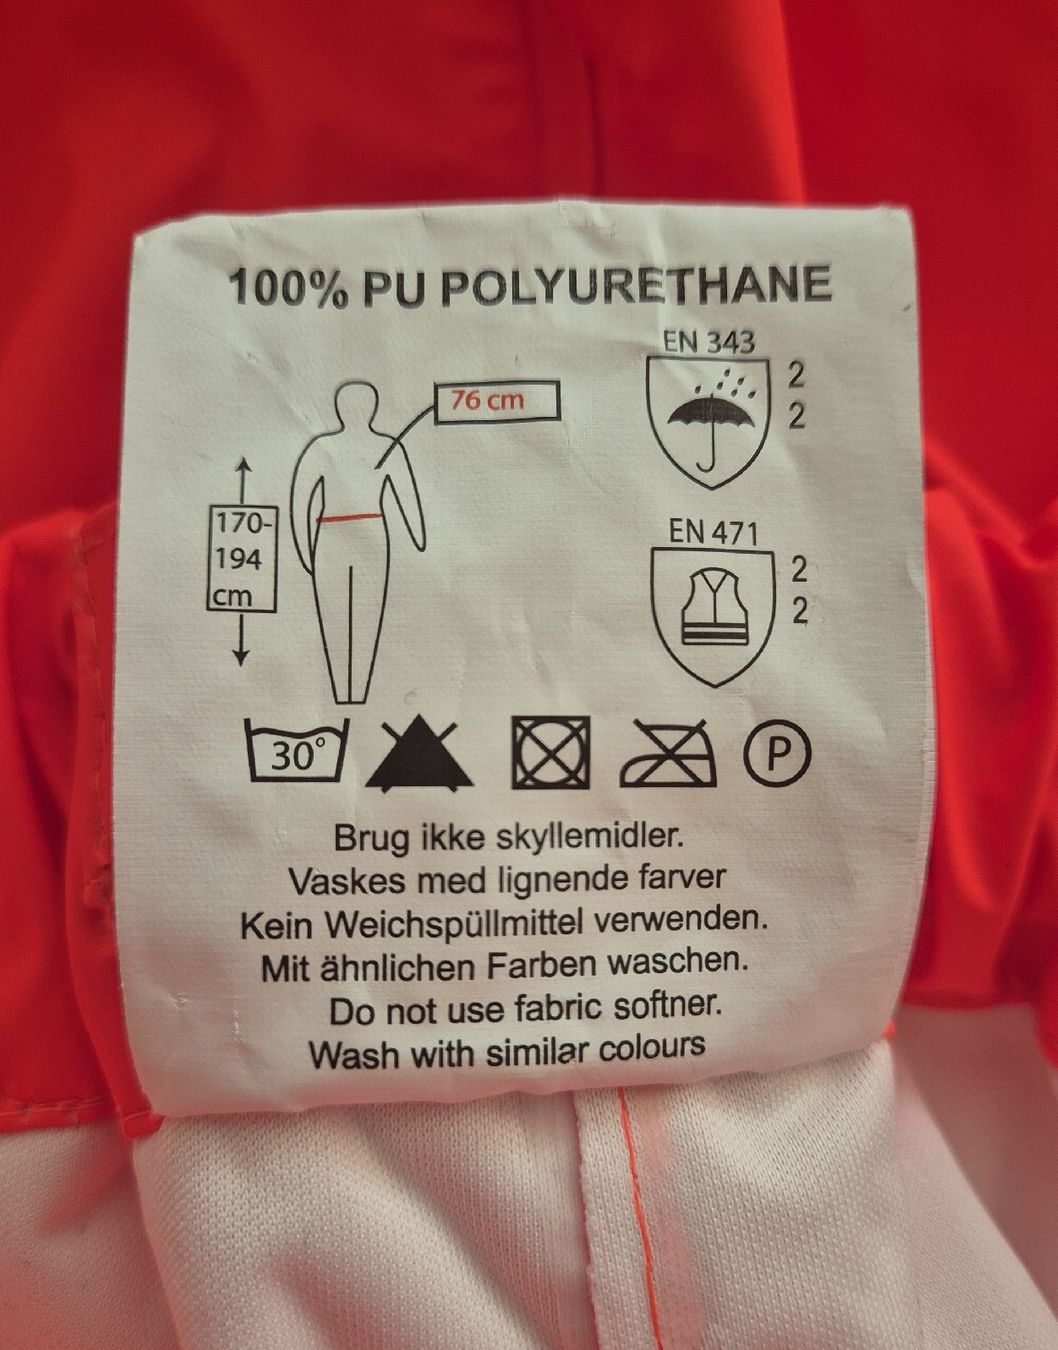 100% PU POLYURETHANE
EN 343
2
2
76 cm
170-
194
cm
EN 471
2
2
30°
P
Brug ikke skyllemidler.
Vaskes med lignende farver
Kein Weichspüllmittel verwenden.
Mit ähnlichen Farben waschen.
Do not use fabric softner.
Wash with similar colours